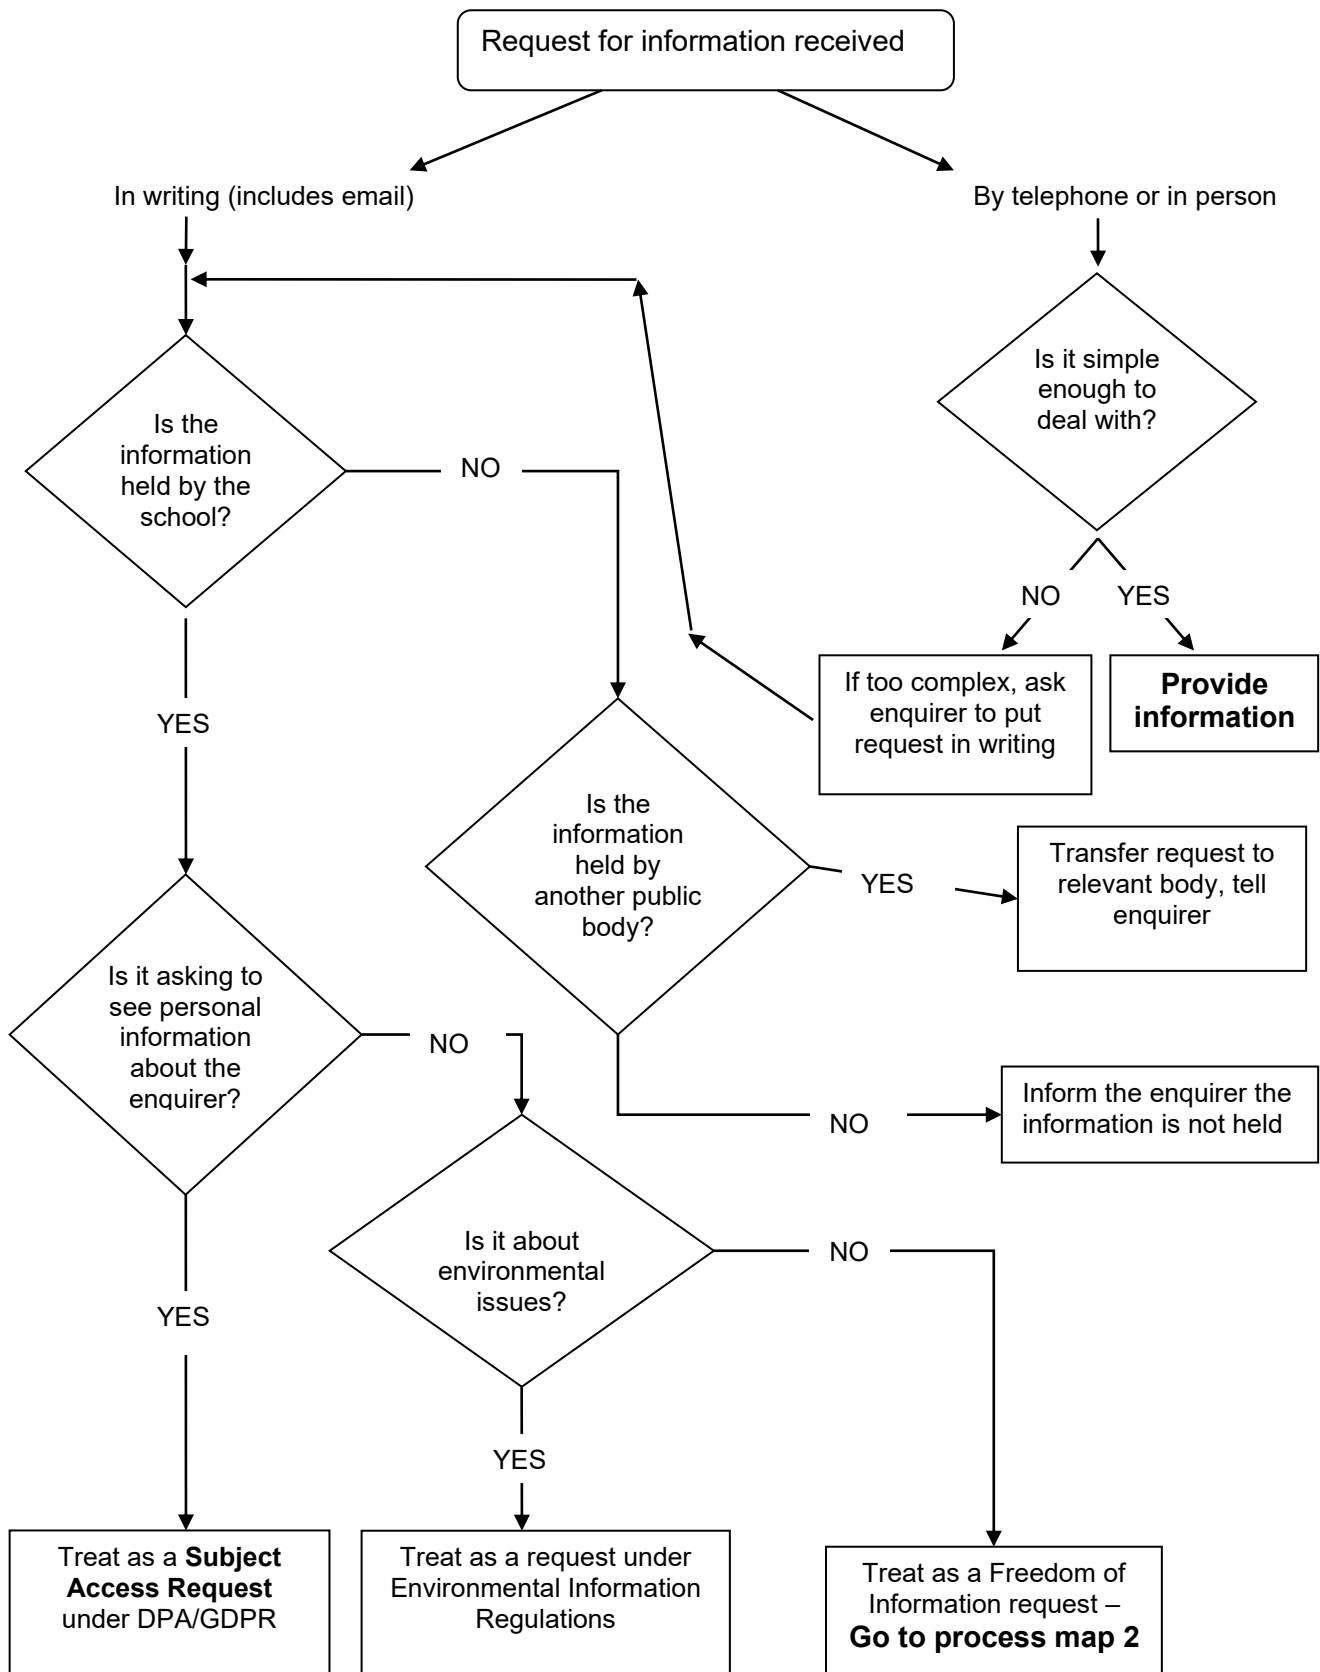 Request for information received
In writing (includes email)
By telephone or in person
Is it simple
enough to
deal with?
Is the
information
held by the
school?
NO
NO
YES
If too complex, ask
enquirer to put
request in writing
Provide
information
YES
Is the
information
held by
another public
body?
YES
Transfer request to
relevant body, tell
enquirer
Is it asking to
see personal
information
about the
enquirer?
NO
Inform the enquirer the
information is not held
NO
Is it about
environmental
issues?
NO
YES
YES
Treat as a Subject
Access Request
under DPA/GDPR
Treat as a request under
Environmental Information
Regulations
Treat as a Freedom of
Information request –
Go to process map 2